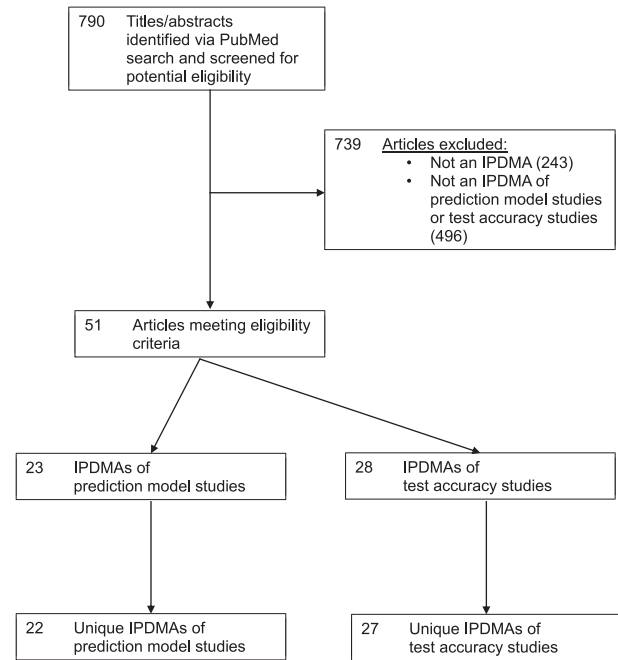 790 Titles/abstracts
identified via PubMed
search and screened for
potential eligibility
739 Articles excluded:
• Not an IPDMA (243)
• Not an IPDMA of
prediction model studies
or test accuracy studies
(496)
51 Articles meeting eligibility
criteria
23 IPDMAs of
prediction model studies
28 IPDMAs of
test accuracy studies
22 Unique IPDMAs of
prediction model studies
27 Unique IPDMAs of
test accuracy studies